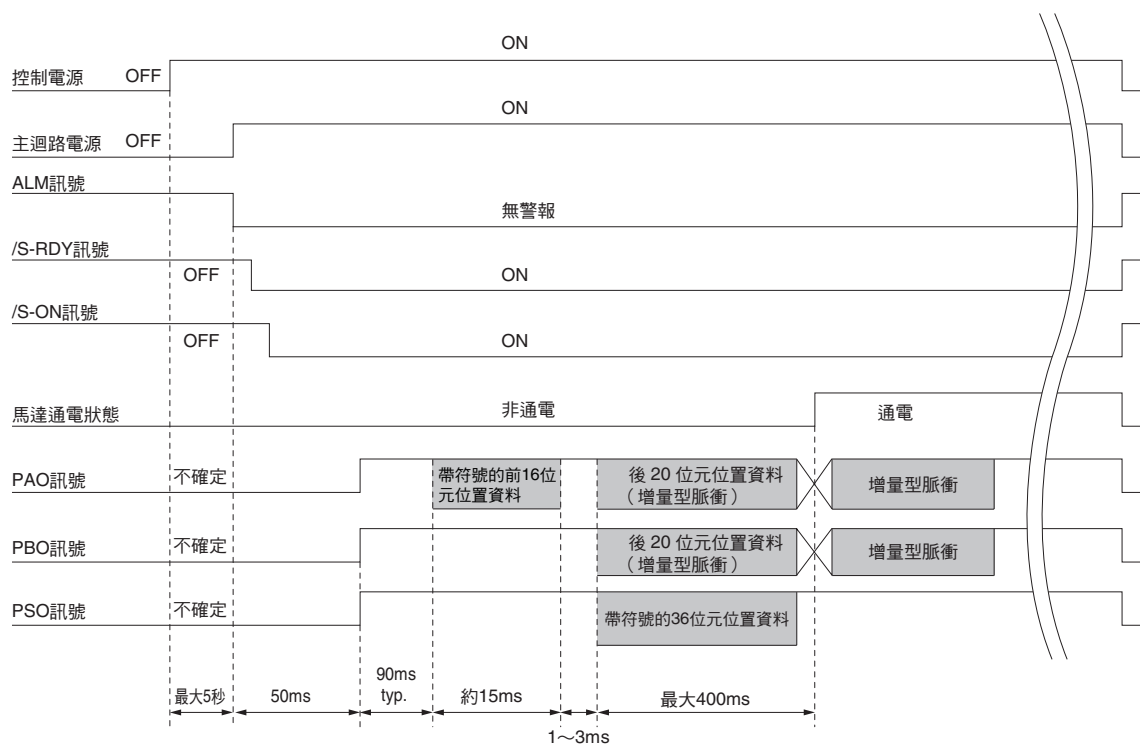 ON
控制電源 OFF
ON
主迴路電源 OFF
ALM訊號
無警報
/S-RDY訊號
OFF ON
/S-ON訊號
OFF ON
馬達通電狀態 非通電 通電
PAO訊號 不確定
帶符號的前16位
元位置資料
後 20 位元位置資料
（增量型脈衝）
增量型脈衝
PBO訊號 不確定
後 20 位元位置資料
（增量型脈衝）
增量型脈衝
PSO訊號 不確定
帶符號的36位元位置資料
最大5秒 50ms
90ms
typ.
約15ms
1～3ms
最大400ms